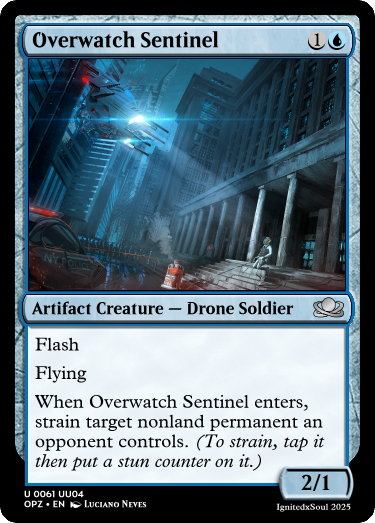 Overwatch Sentinel 1
Artifact Creature — Drone Soldier
Flash
Flying
When Overwatch Sentinel enters,
strain target nonland permanent an
opponent controls. (To strain, tap it
then put a stun counter on it.)
2/1
U 0061 UU04
OPZ • EN Luciano Neves
IgnitedxSoul 2025